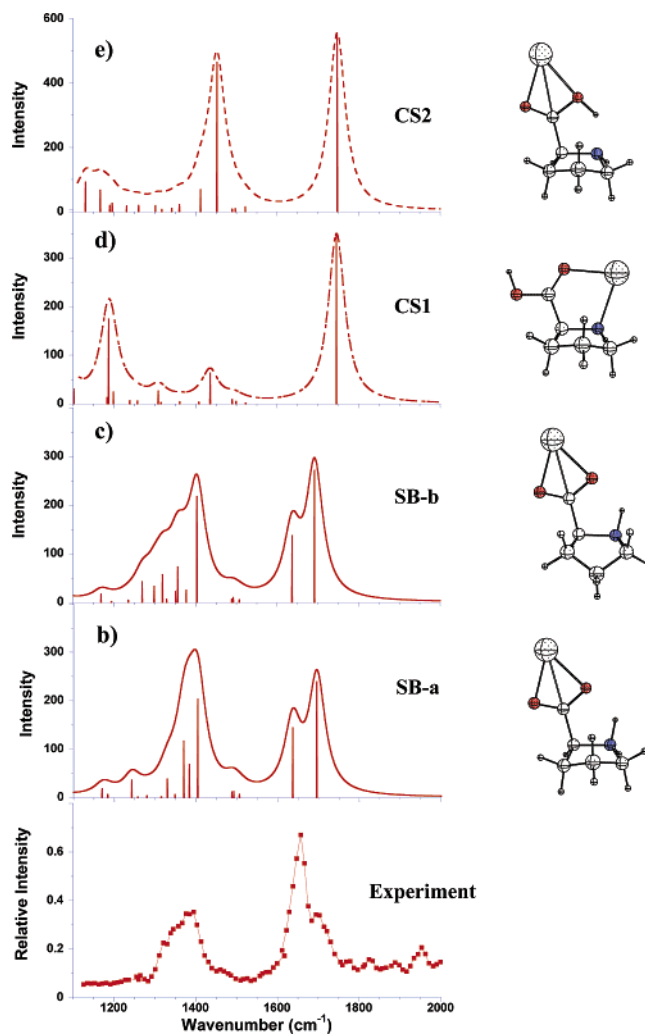 e)
CS2
Intensity
600
400
200
0
d)
CS1
Intensity
300
200
100
0
c)
SB-b
Intensity
300
200
100
0
b)
SB-a
Intensity
300
200
100
0
Experiment
Relative Intensity
0.6
0.4
0.2
0.0
1200 1400 1600 1800 2000
Wavenumber (cm⁻¹)